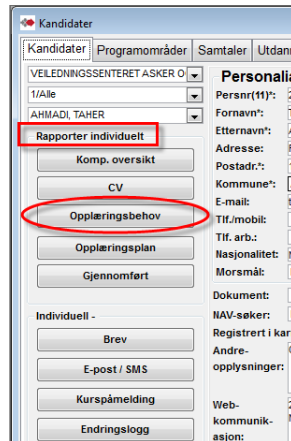 Kandidater
Kandidater Programområder Samtaler Utdann
VEILEDNINGSSENTERET ASKER O
1/Alle
AHMADI, TAHER
Rapporter individuelt
Komp. oversikt
CV
Opplæringsbehov
Opplæringsplan
Gjennomført
Individuell -
Brev
E-post / SMS
Kurspåmelding
Endringslogg
Personalia
Persnr(11)*:
Fornavn*:
Etternavn*:
Adresse:
Postadr.*:
Kommune*:
E-mail:
Tlf./mobil:
Tlf. arb.:
Nasjonalitet:
Morsmål:
Dokument:
NAV-søker:
Registrert i kar
Andre-
opplysninger:
Web-
kommunik-
asjon: